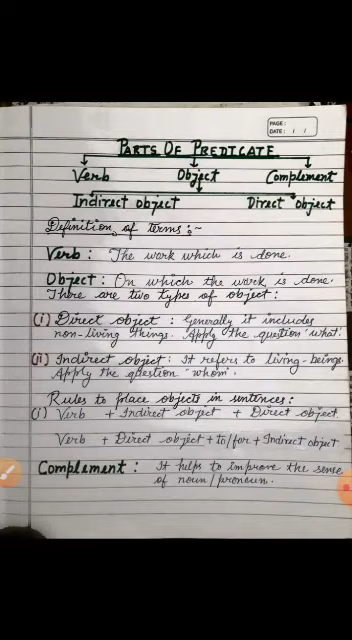 PAGE:
DATE: / /
PARTS OF PREDICATE
Verb Object Complement
Indirect object Direct object
Definition of terms:~
Verb: The work which is done.
Object: On which the work is done.
There are two types of object:
(i) Direct object: Generally it includes
non-living things. Apply the question 'what'.
(ii) Indirect object: It refers to living-beings.
Apply the question "whom".
Rules to place objects in sentences:
(i) Verb + Indirect object + Direct object.
Verb + Direct object + to/for + Indirect object
Complement: It helps to improve the sense
of noun/pronoun.